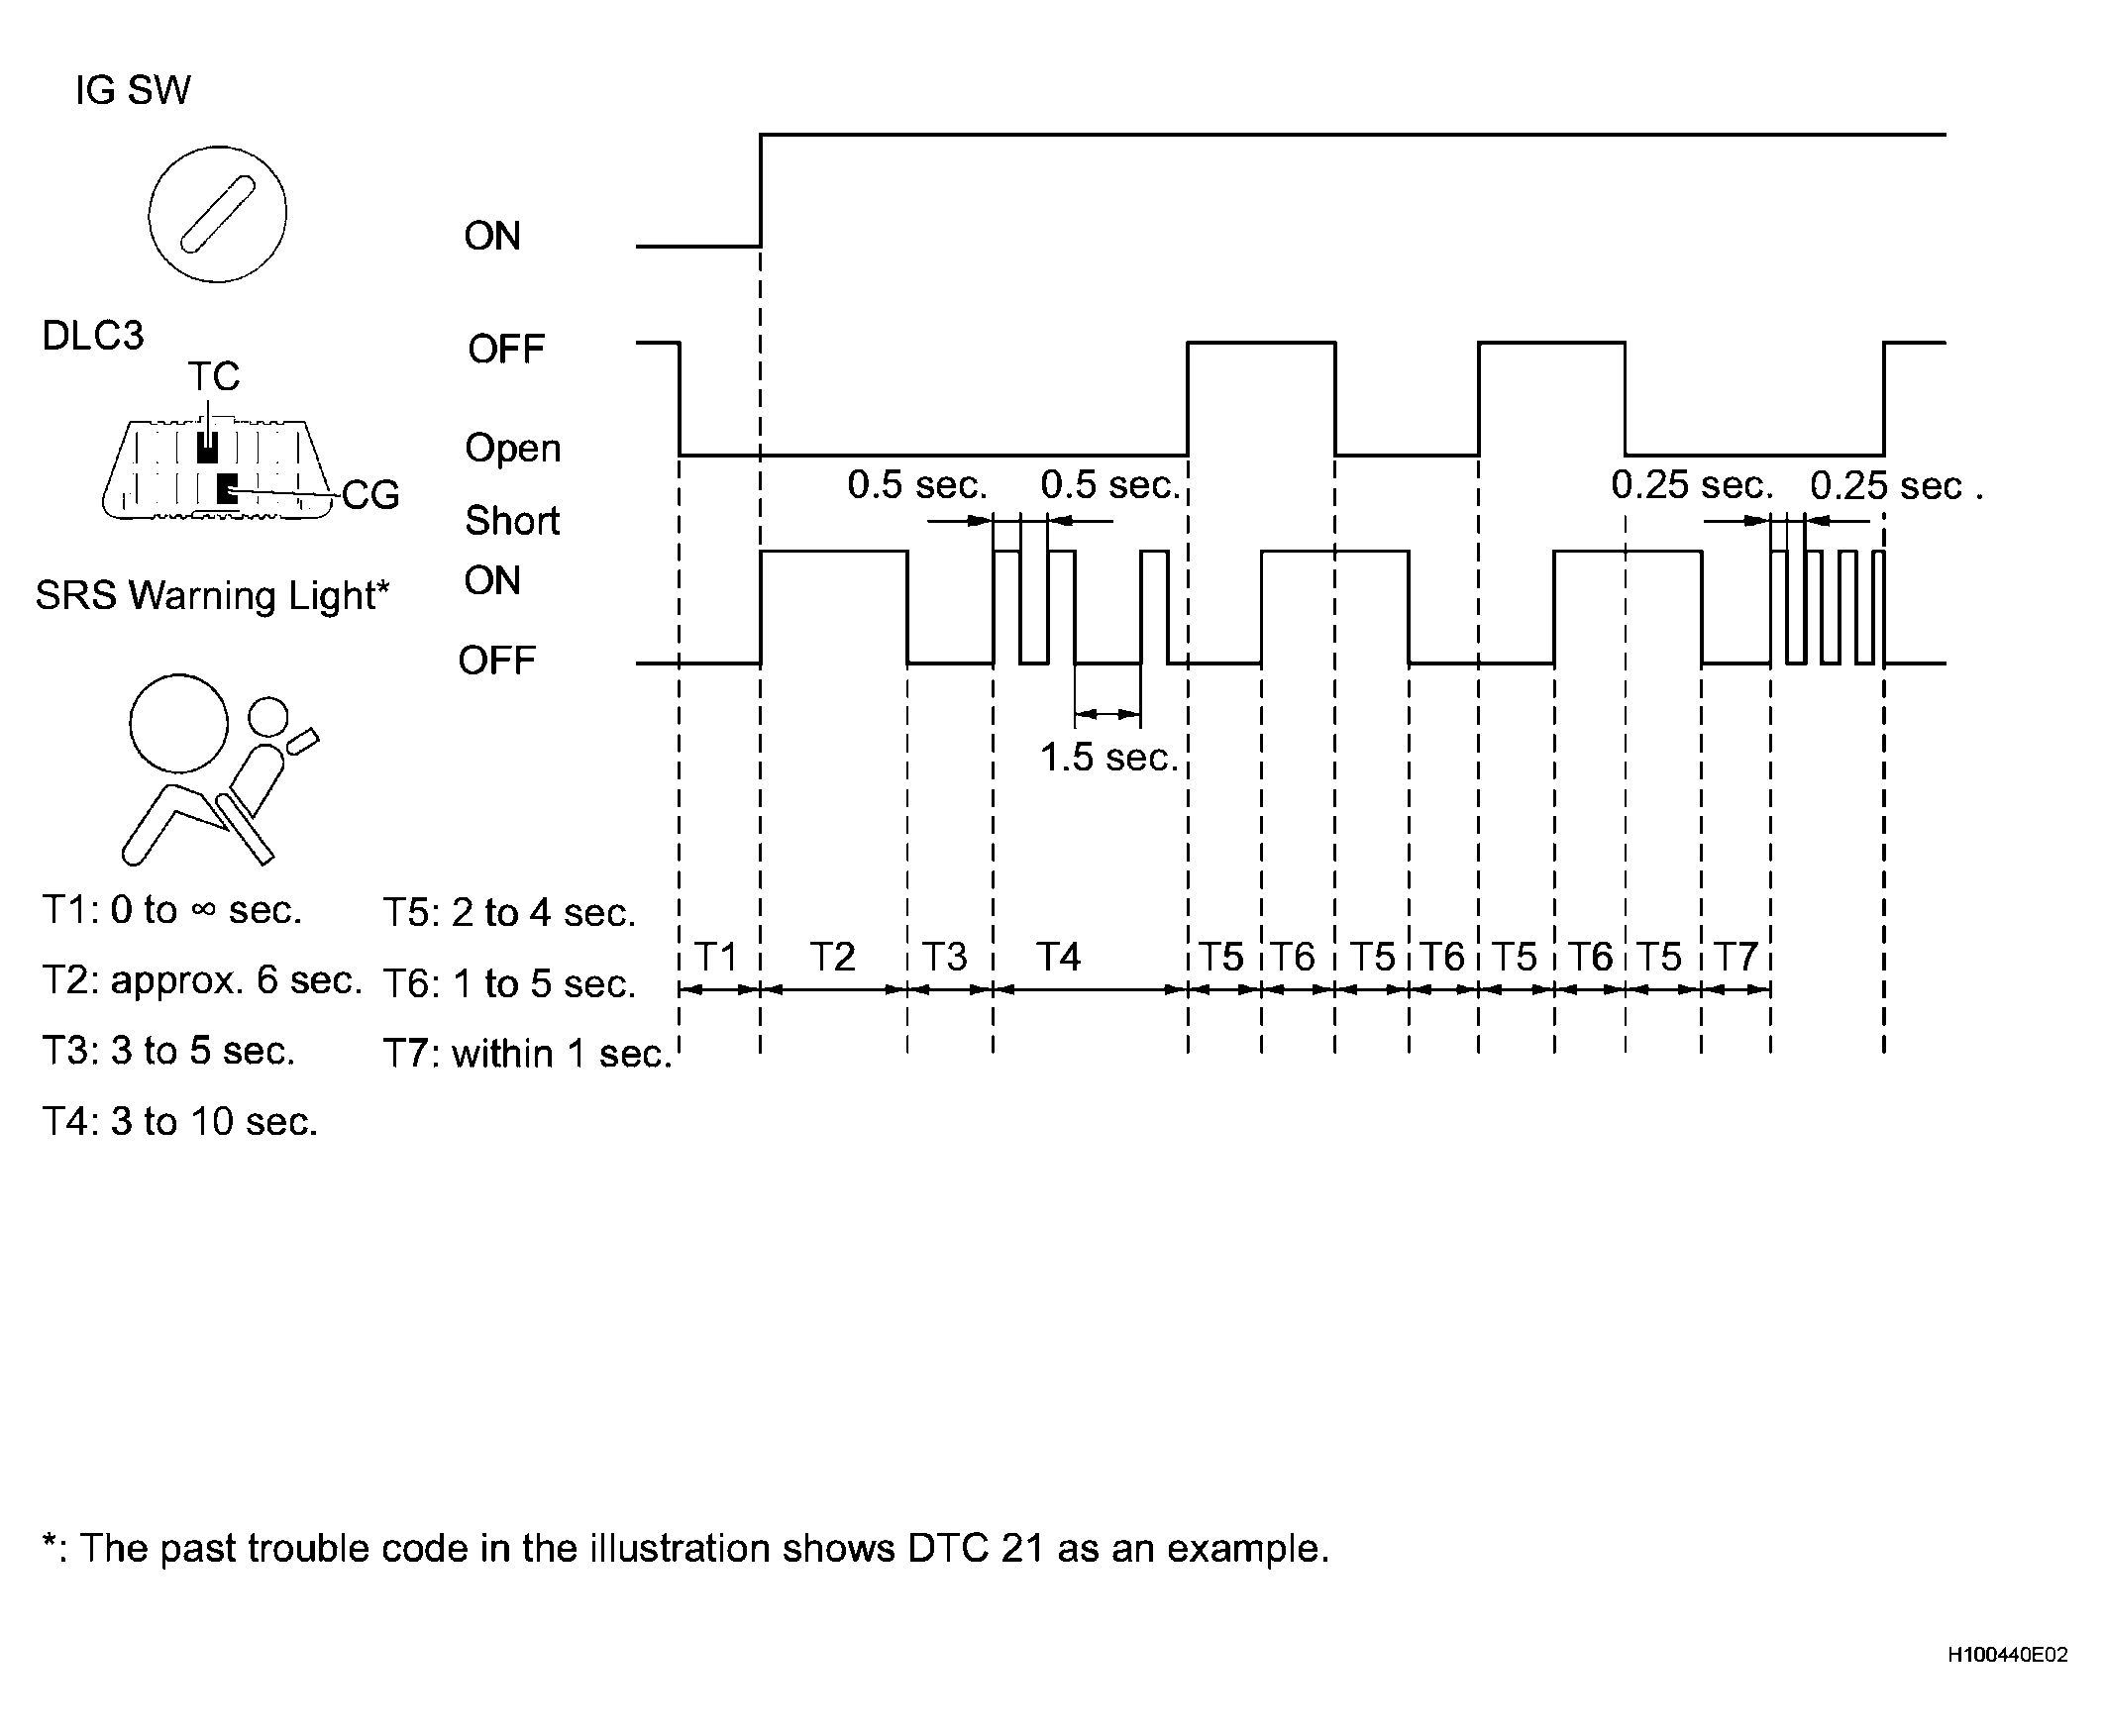 IG SW
ON
DLC3
OFF
TC
Open
CG
0.5 sec. 0.5 sec. 0.25 sec. 0.25 sec .
Short
ON
SRS Warning Light*
OFF
1.5 sec.
T1: 0 to ∞ sec. T5: 2 to 4 sec.
T1 T2 T3 T4 T5 T6 T5 T6 T5 T6 T5 T7
T2: approx. 6 sec. T6: 1 to 5 sec.
T3: 3 to 5 sec. T7: within 1 sec.
T4: 3 to 10 sec.
*: The past trouble code in the illustration shows DTC 21 as an example.
H100440E02